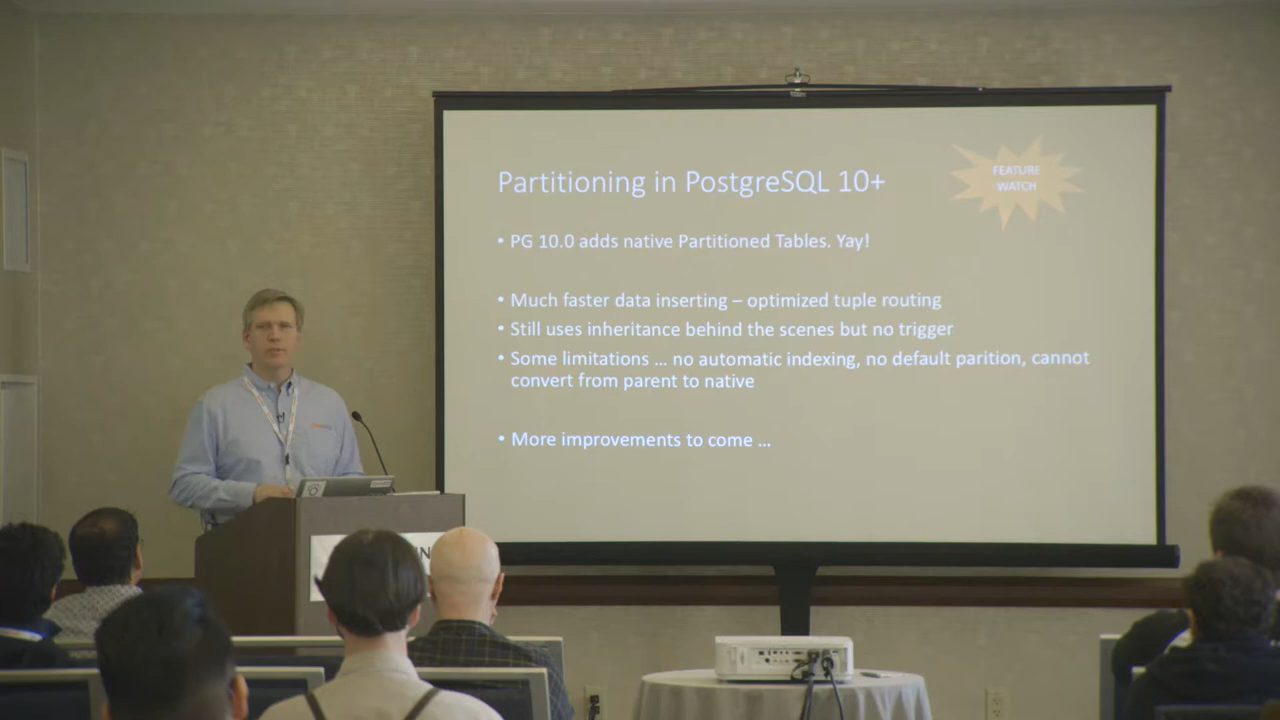 Partitioning in PostgreSQL 10+
FEATURE
WATCH
• PG 10.0 adds native Partitioned Tables. Yay!
• Much faster data inserting – optimized tuple routing
• Still uses inheritance behind the scenes but no trigger
• Some limitations ... no automatic indexing, no default parition, cannot
convert from parent to native
• More improvements to come ...